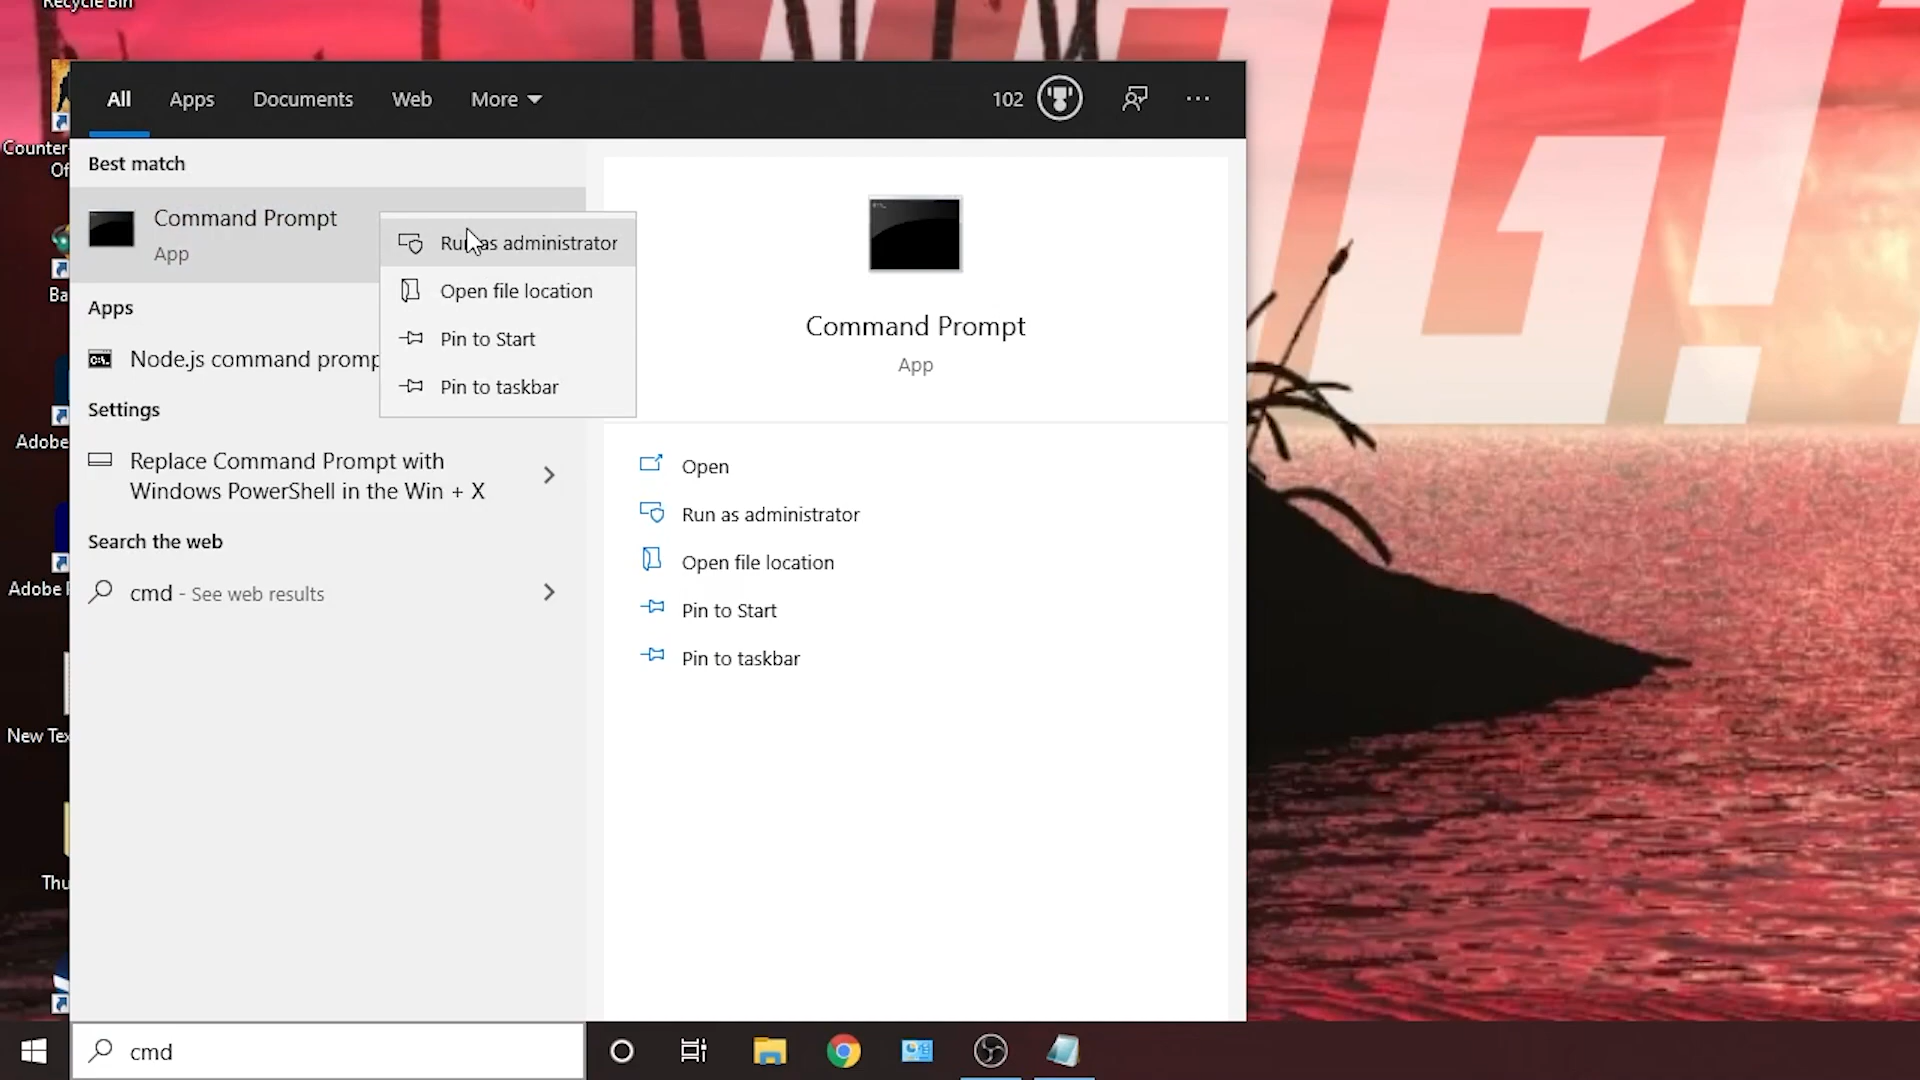 Recycle Bin
All
Apps
Documents
Web
More
102
Counter-
Of
Ba
Adobe
Adobe
New Tex
Thu
Best match
Command Prompt
App
Run as administrator
Open file location
Pin to Start
Pin to taskbar
Apps
Node.js command promp
Settings
Replace Command Prompt with
Windows PowerShell in the Win + X
Search the web
cmd - See web results
Command Prompt
App
Open
Run as administrator
Open file location
Pin to Start
Pin to taskbar
cmd